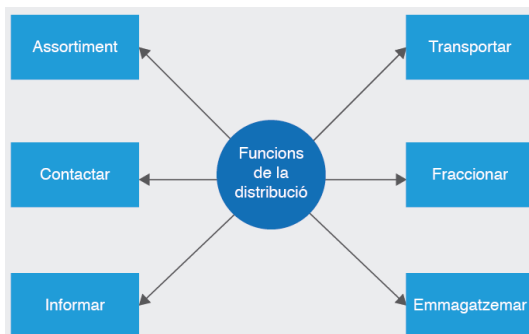 Assortiment
Transportar
Funcions
de la
distribució
Contactar
Fraccionar
Informar
Emmagatzemar